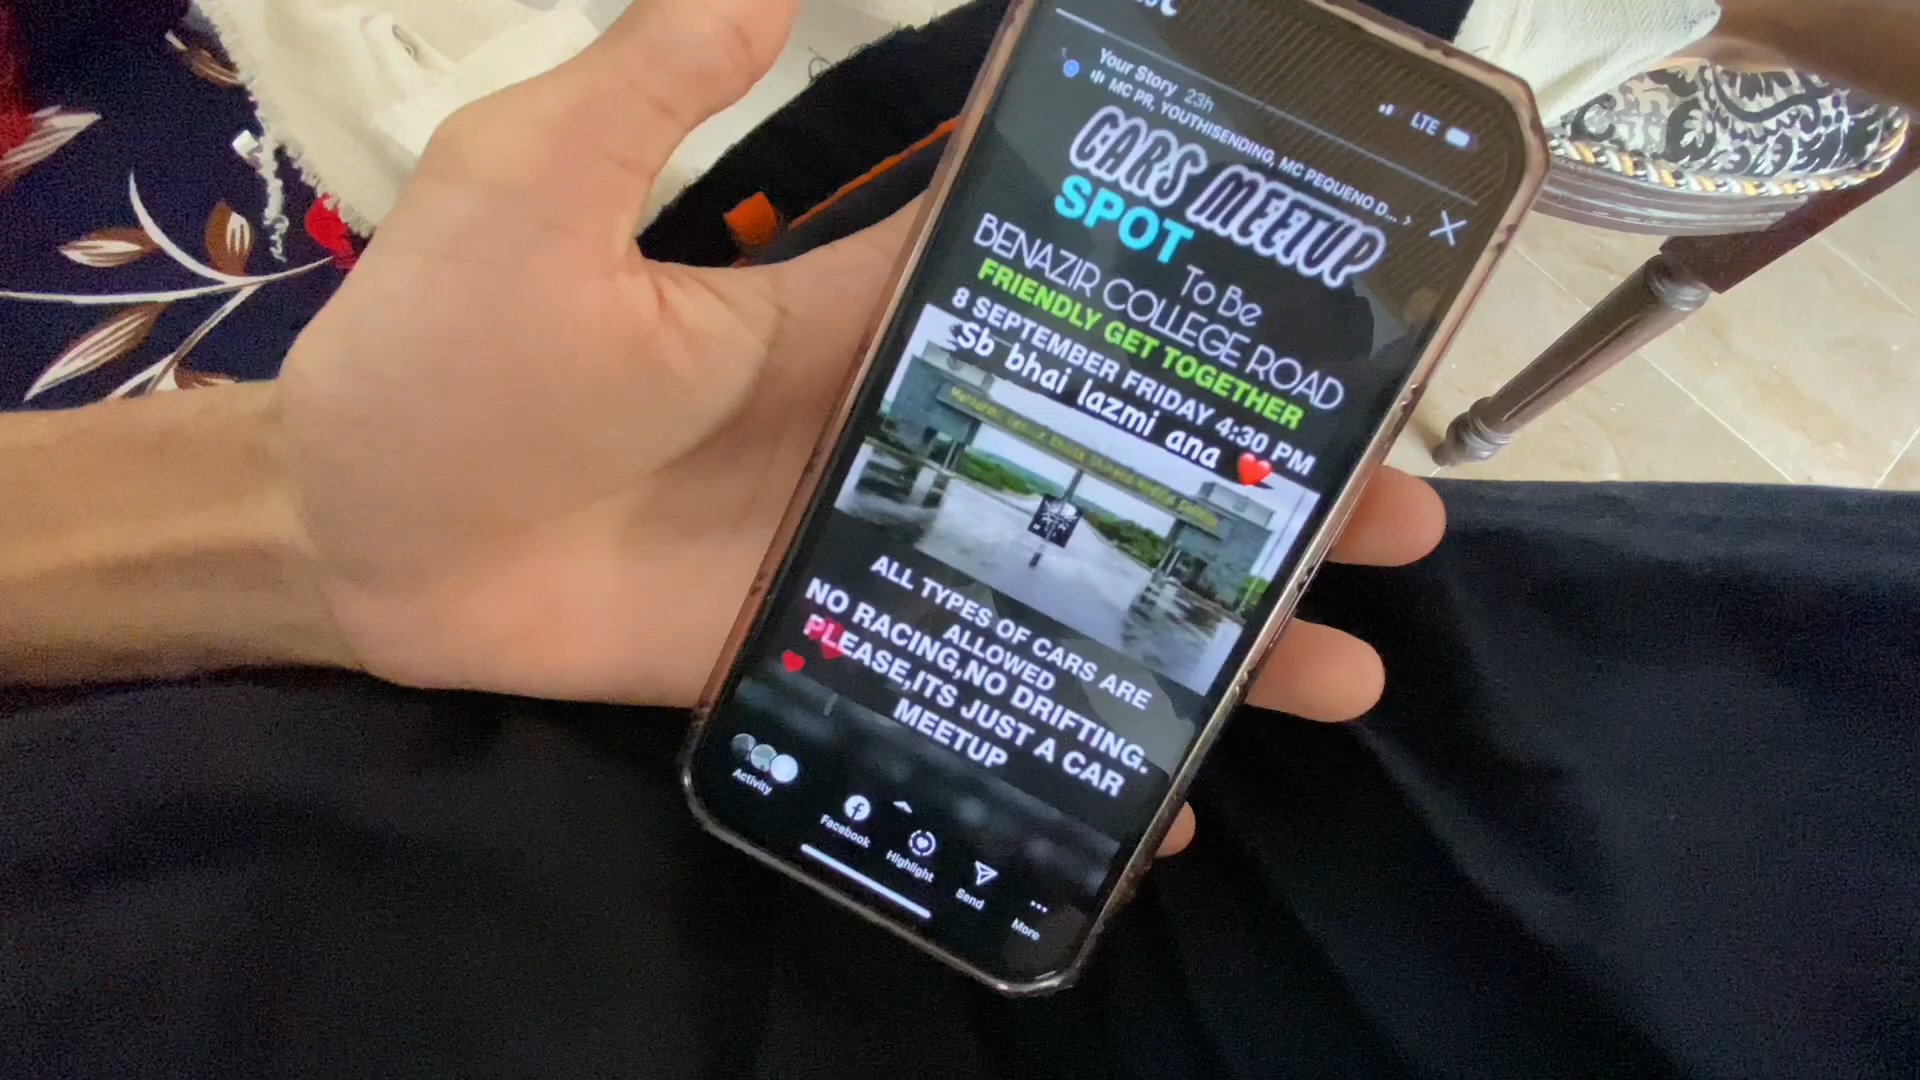 Your Story 23h
MC PR, YOUTHISENDING, MC PEQUENO D... ›
LTE
CARS MEETUP
SPOT To Be
BENAZIR COLLEGE ROAD
FRIENDLY GET TOGETHER
8 SEPTEMBER FRIDAY 4:30 PM
Sb bhai lazmi ana
ALL TYPES OF CARS ARE
ALLOWED
NO RACING,NO DRIFTING.
PLEASE,ITS JUST A CAR
MEETUP
Activity
Facebook
Highlight
Send
More